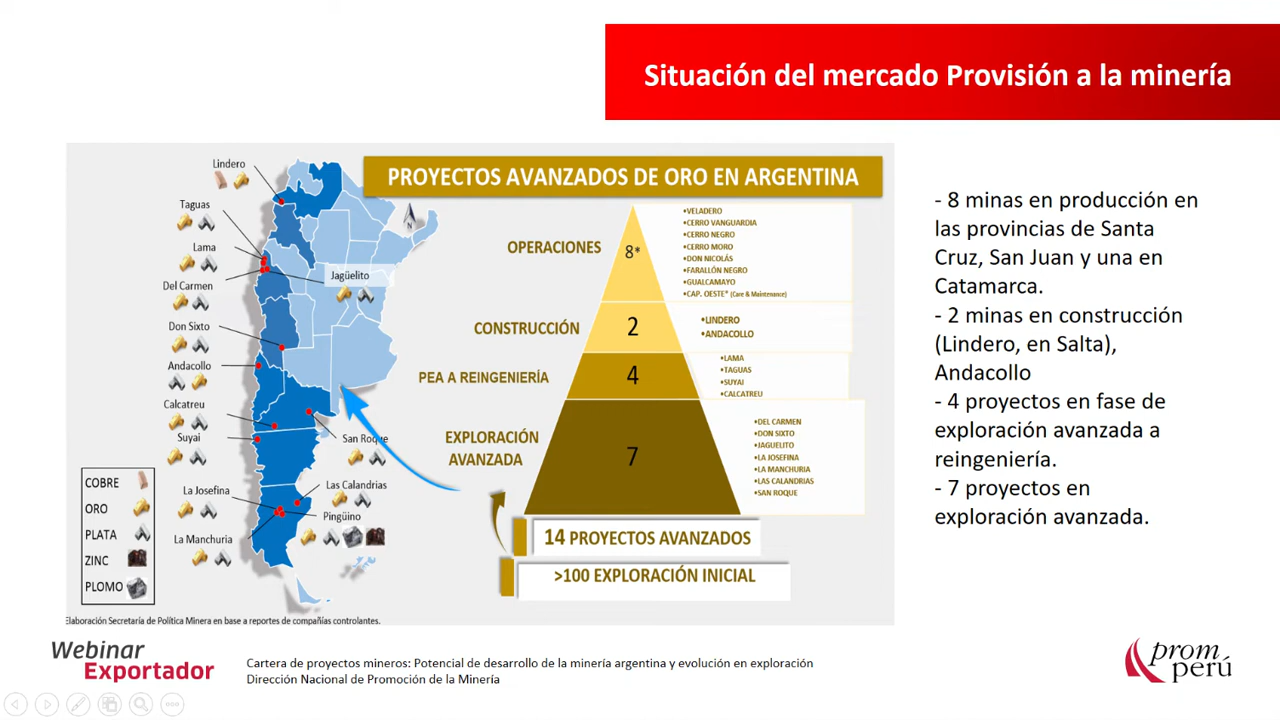 Situación del mercado Provisión a la minería
PROYECTOS AVANZADOS DE ORO EN ARGENTINA
Lindero
Taguas
Lama
Del Carmen
Don Sixto
Andacollo
Calcatreu
Suyai
La Josefina
La Manchuria
Jagüelito
San Roque
Las Calandrias
Pingüino
N
COBRE
ORO
PLATA
ZINC
PLOMO
OPERACIONES
8*
•VELADERO
•CERRO VANGUARDIA
•CERRO NEGRO
•CERRO MORO
•DON NICOLÁS
•FARALLÓN NEGRO
•GUALCAMAYO
•CAP. OESTE* (Care & Maintenance)
CONSTRUCCIÓN
2
•LINDERO
•ANDACOLLO
PEA A REINGENIERÍA
4
•LAMA
•TAGUAS
•SUYAI
•CALCATREU
EXPLORACIÓN
AVANZADA
7
•DEL CARMEN
•DON SIXTO
•JAGUELITO
•LA JOSEFINA
•LA MANCHURIA
•LAS CALANDRIAS
•SAN ROQUE
14 PROYECTOS AVANZADOS
>100 EXPLORACIÓN INICIAL
Elaboración Secretaría de Política Minera en base a reportes de compañías controlantes.
- 8 minas en producción en
las provincias de Santa
Cruz, San Juan y una en
Catamarca.
- 2 minas en construcción
(Lindero, en Salta),
Andacollo
- 4 proyectos en fase de
exploración avanzada a
reingeniería.
- 7 proyectos en
exploración avanzada.
Webinar
Exportador
Cartera de proyectos mineros: Potencial de desarrollo de la minería argentina y evolución en exploración
Dirección Nacional de Promoción de la Minería
prom
perú